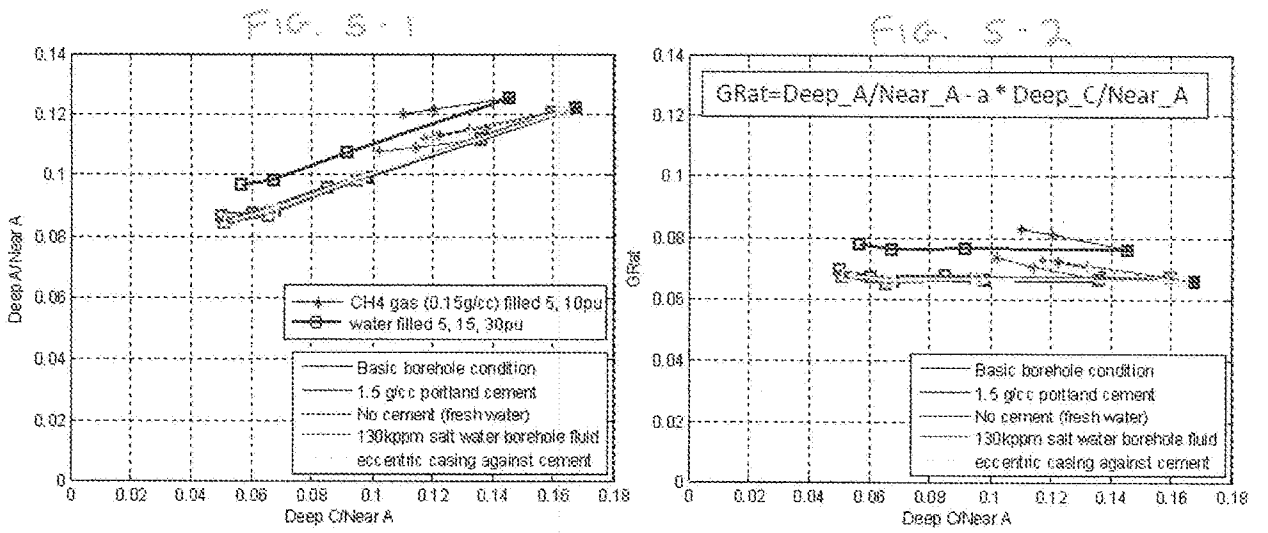 FIG. 5-1
0.14
0.12
0.1
0.08
0.06
0.04
0.02
0
Deep A/Near A
CH4 gas (0.15g/cc) filled 5, 10pu
water filled 5, 15, 30pu
Basic borehole condition
1.5 g/cc portland cement
No cement (fresh water)
130kppm salt water borehole fluid
eccentric casing against cement
0 0.02 0.04 0.06 0.08 0.1 0.12 0.14 0.16 0.18
Deep C/Near A
FIG. 5-2
GRat=Deep_A/Near_A - a * Deep_C/Near_A
0.14
0.12
0.1
0.08
0.06
0.04
0.02
0
GRat
Basic borehole condition
1.5 g/cc portland cement
No cement (fresh water)
130kppm salt water borehole fluid
eccentric casing against cement
0 0.02 0.04 0.06 0.08 0.1 0.12 0.14 0.16 0.18
Deep C/Near A